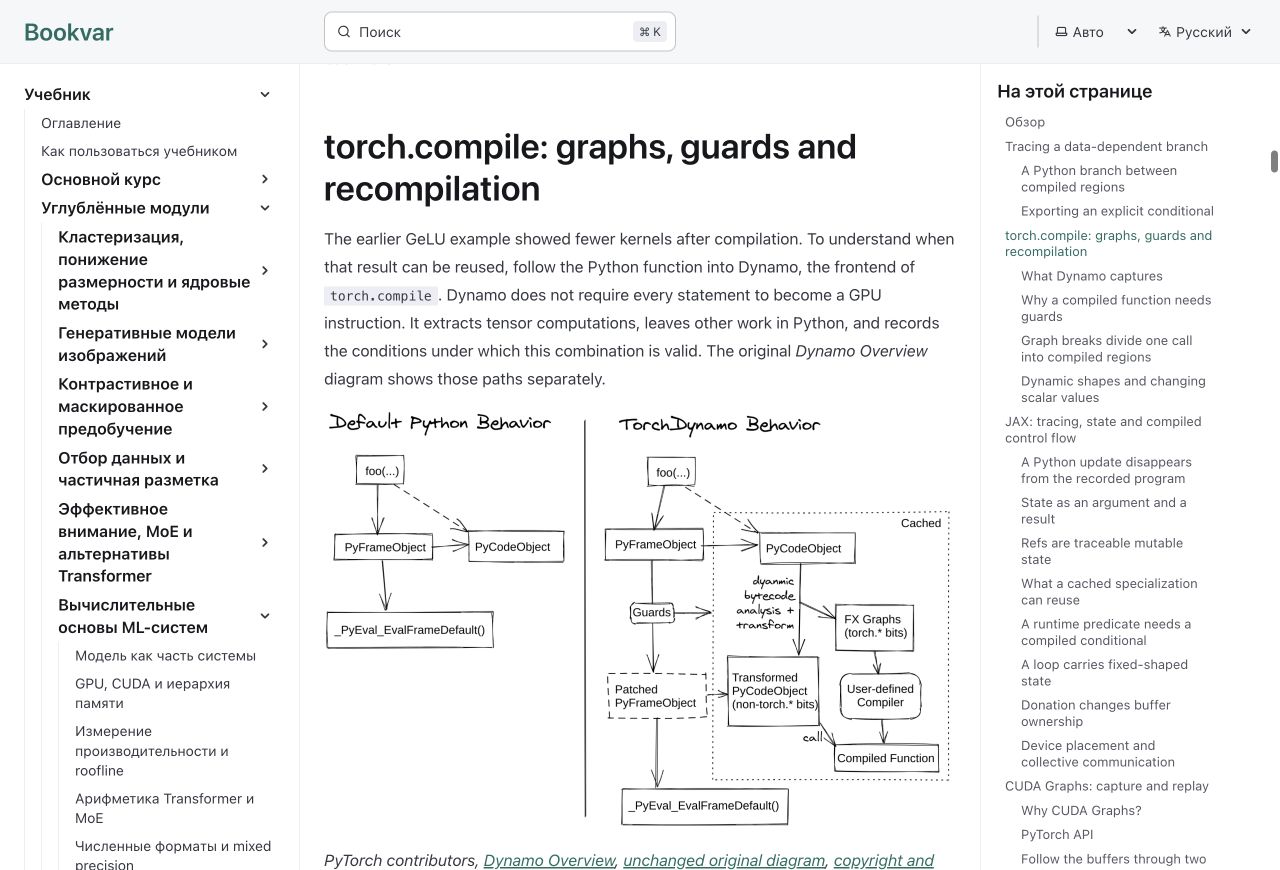 Bookvar
Поиск
⌘ K
Авто
Русский
Учебник
Оглавление
Как пользоваться учебником
Основной курс
Углублённые модули
Кластеризация,
понижение
размерности и ядровые
методы
Генеративные модели
изображений
Контрастивное и
маскированное
предобучение
Отбор данных и
частичная разметка
Эффективное
внимание, MoE и
альтернативы
Transformer
Вычислительные
основы ML-систем
Модель как часть системы
GPU, CUDA и иерархия
памяти
Измерение
производительности и
roofline
Арифметика Transformer и
MoE
Численные форматы и mixed
precision
torch.compile: graphs, guards and
recompilation
The earlier GeLU example showed fewer kernels after compilation. To understand when
that result can be reused, follow the Python function into Dynamo, the frontend of
torch.compile. Dynamo does not require every statement to become a GPU
instruction. It extracts tensor computations, leaves other work in Python, and records
the conditions under which this combination is valid. The original Dynamo Overview
diagram shows those paths separately.
Default Python Behavior
foo(...)
PyFrameObject
PyCodeObject
_PyEval_EvalFrameDefault()
TorchDynamo Behavior
foo(...)
Cached
PyFrameObject
PyCodeObject
dyanmic
bytecode
analysis +
transform
Guards
FX Graphs
(torch.* bits)
Patched
PyFrameObject
Transformed
PyCodeObject
(non-torch.* bits)
User-defined
Compiler
call
Compiled Function
_PyEval_EvalFrameDefault()
PyTorch contributors, Dynamo Overview, unchanged original diagram, copyright and
На этой странице
Обзор
Tracing a data-dependent branch
A Python branch between
compiled regions
Exporting an explicit conditional
torch.compile: graphs, guards and
recompilation
What Dynamo captures
Why a compiled function needs
guards
Graph breaks divide one call
into compiled regions
Dynamic shapes and changing
scalar values
JAX: tracing, state and compiled
control flow
A Python update disappears
from the recorded program
State as an argument and a
result
Refs are traceable mutable
state
What a cached specialization
can reuse
A runtime predicate needs a
compiled conditional
A loop carries fixed-shaped
state
Donation changes buffer
ownership
Device placement and
collective communication
CUDA Graphs: capture and replay
Why CUDA Graphs?
PyTorch API
Follow the buffers through two